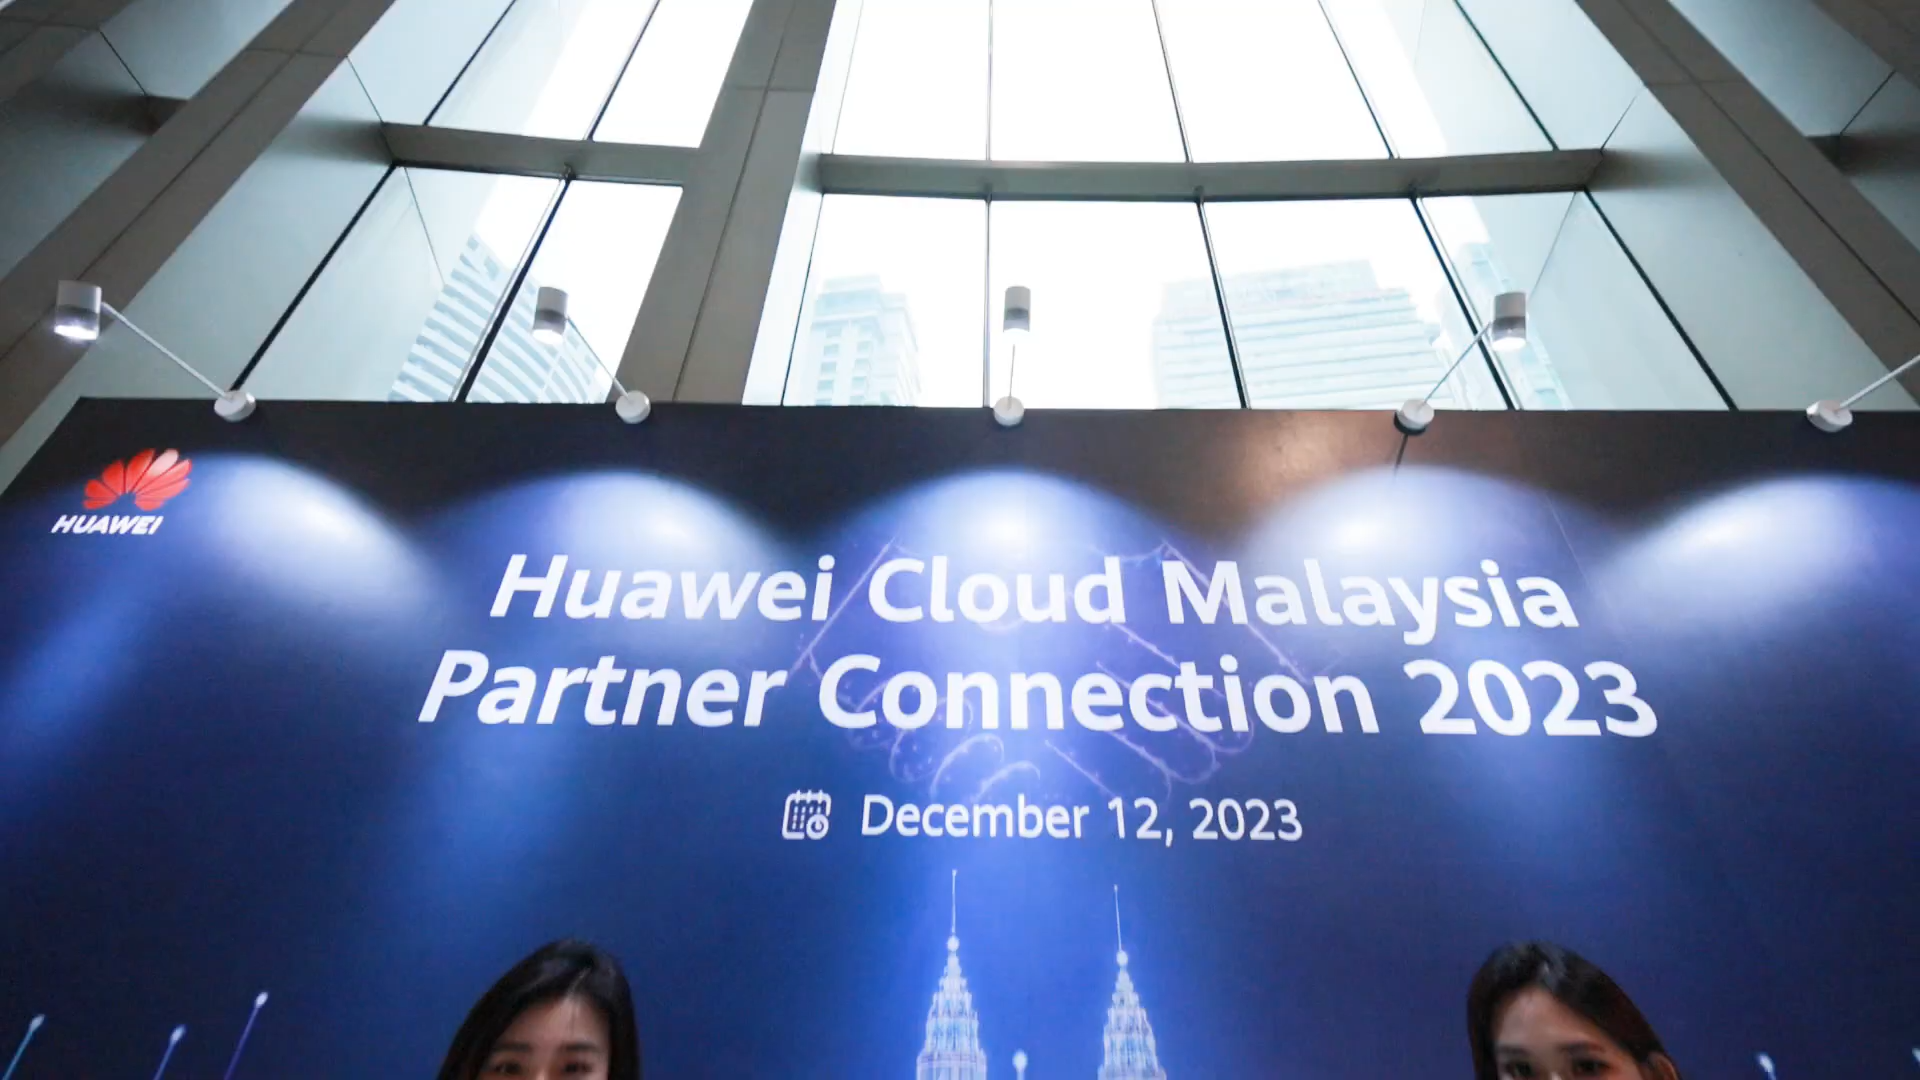 HUAWEI
Huawei Cloud Malaysia
Partner Connection 2023
December 12, 2023